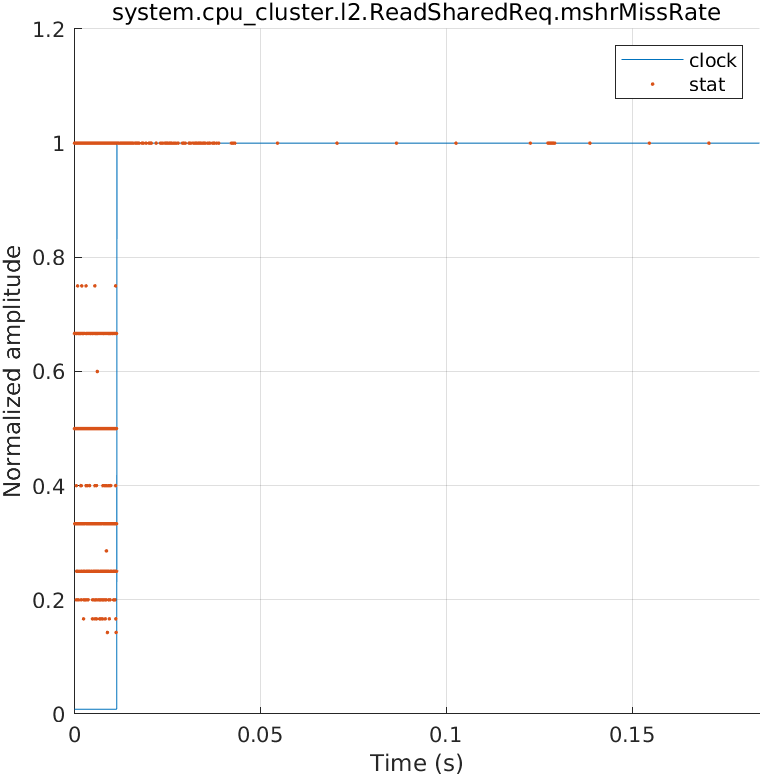 system.cpu_cluster.l2.ReadSharedReq.mshrMissRate
1.2
clock
stat
1
0.8
0.6
0.4
0.2
0
Normalized amplitude
0
0.05
0.1
0.15
Time (s)